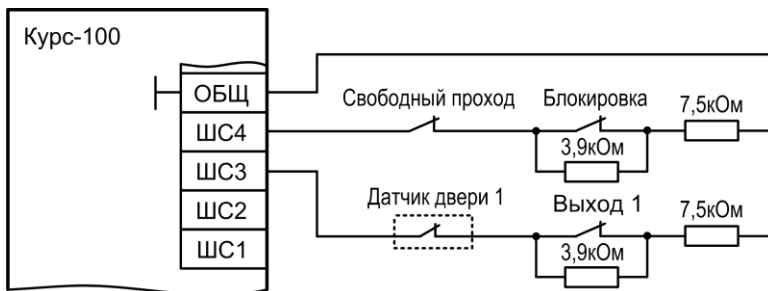 Курс-100
ОБЩ
Свободный проход
Блокировка
7,5кОм
ШС4
3,9кОм
ШС3
Датчик двери 1
Выход 1
7,5кОм
ШС2
ШС1
3,9кОм